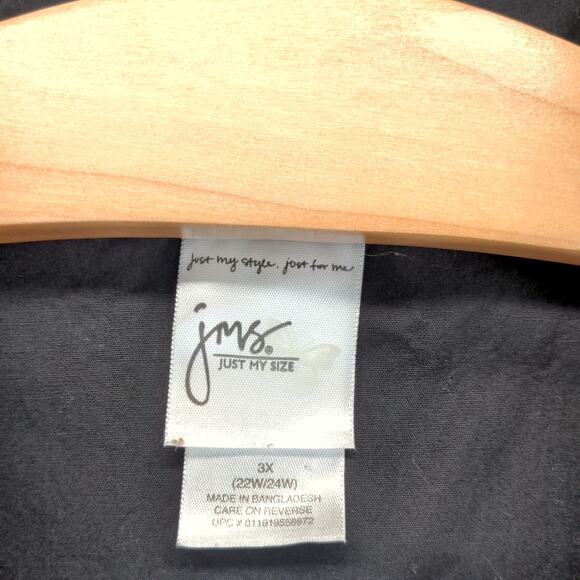 just my style, just for me
jms®
JUST MY SIZE
3X
(22W/24W)
MADE IN BANGLADESH
CARE ON REVERSE
UPC #